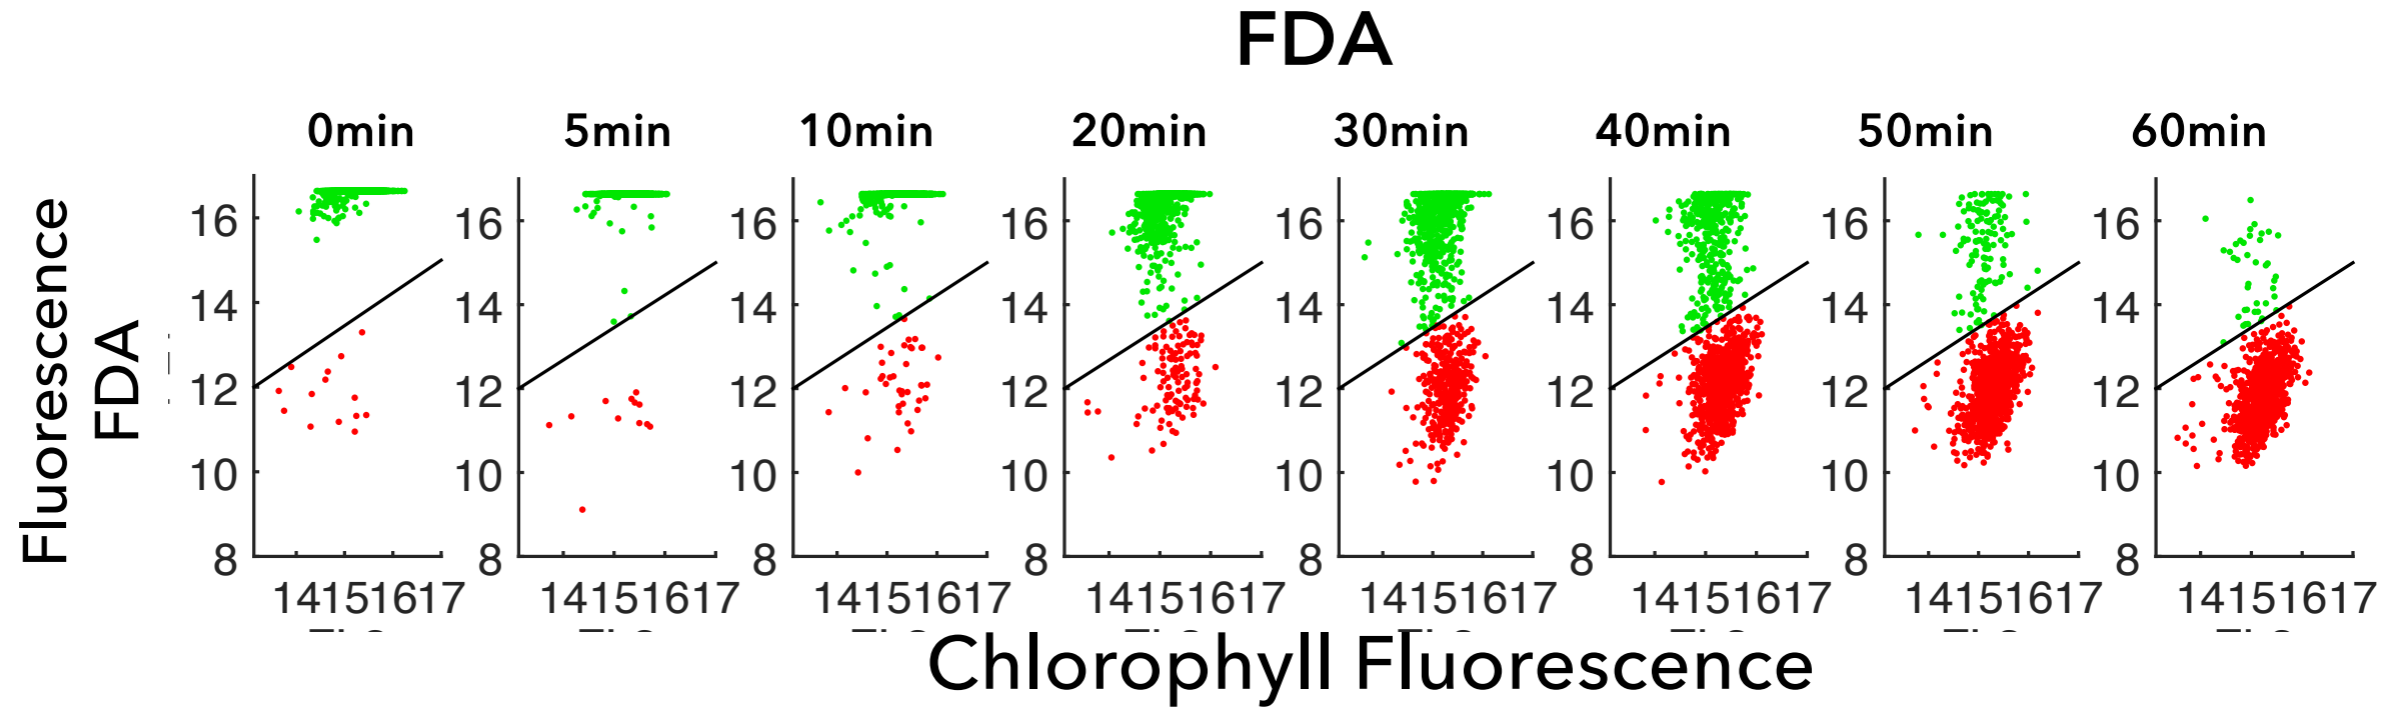 FDA
0min 5min 10min 20min 30min 40min 50min 60min
Fluorescence
FDA
16 16 16 16 16 16 16 16
14 14 14 14 14 14 14 14
12 12 12 12 12 12 12 12
10 10 10 10 10 10 10 10
8 8 8 8 8 8 8 8
14151617 14151617 14151617 14151617 14151617 14151617 14151617 14151617
Chlorophyll Fluorescence